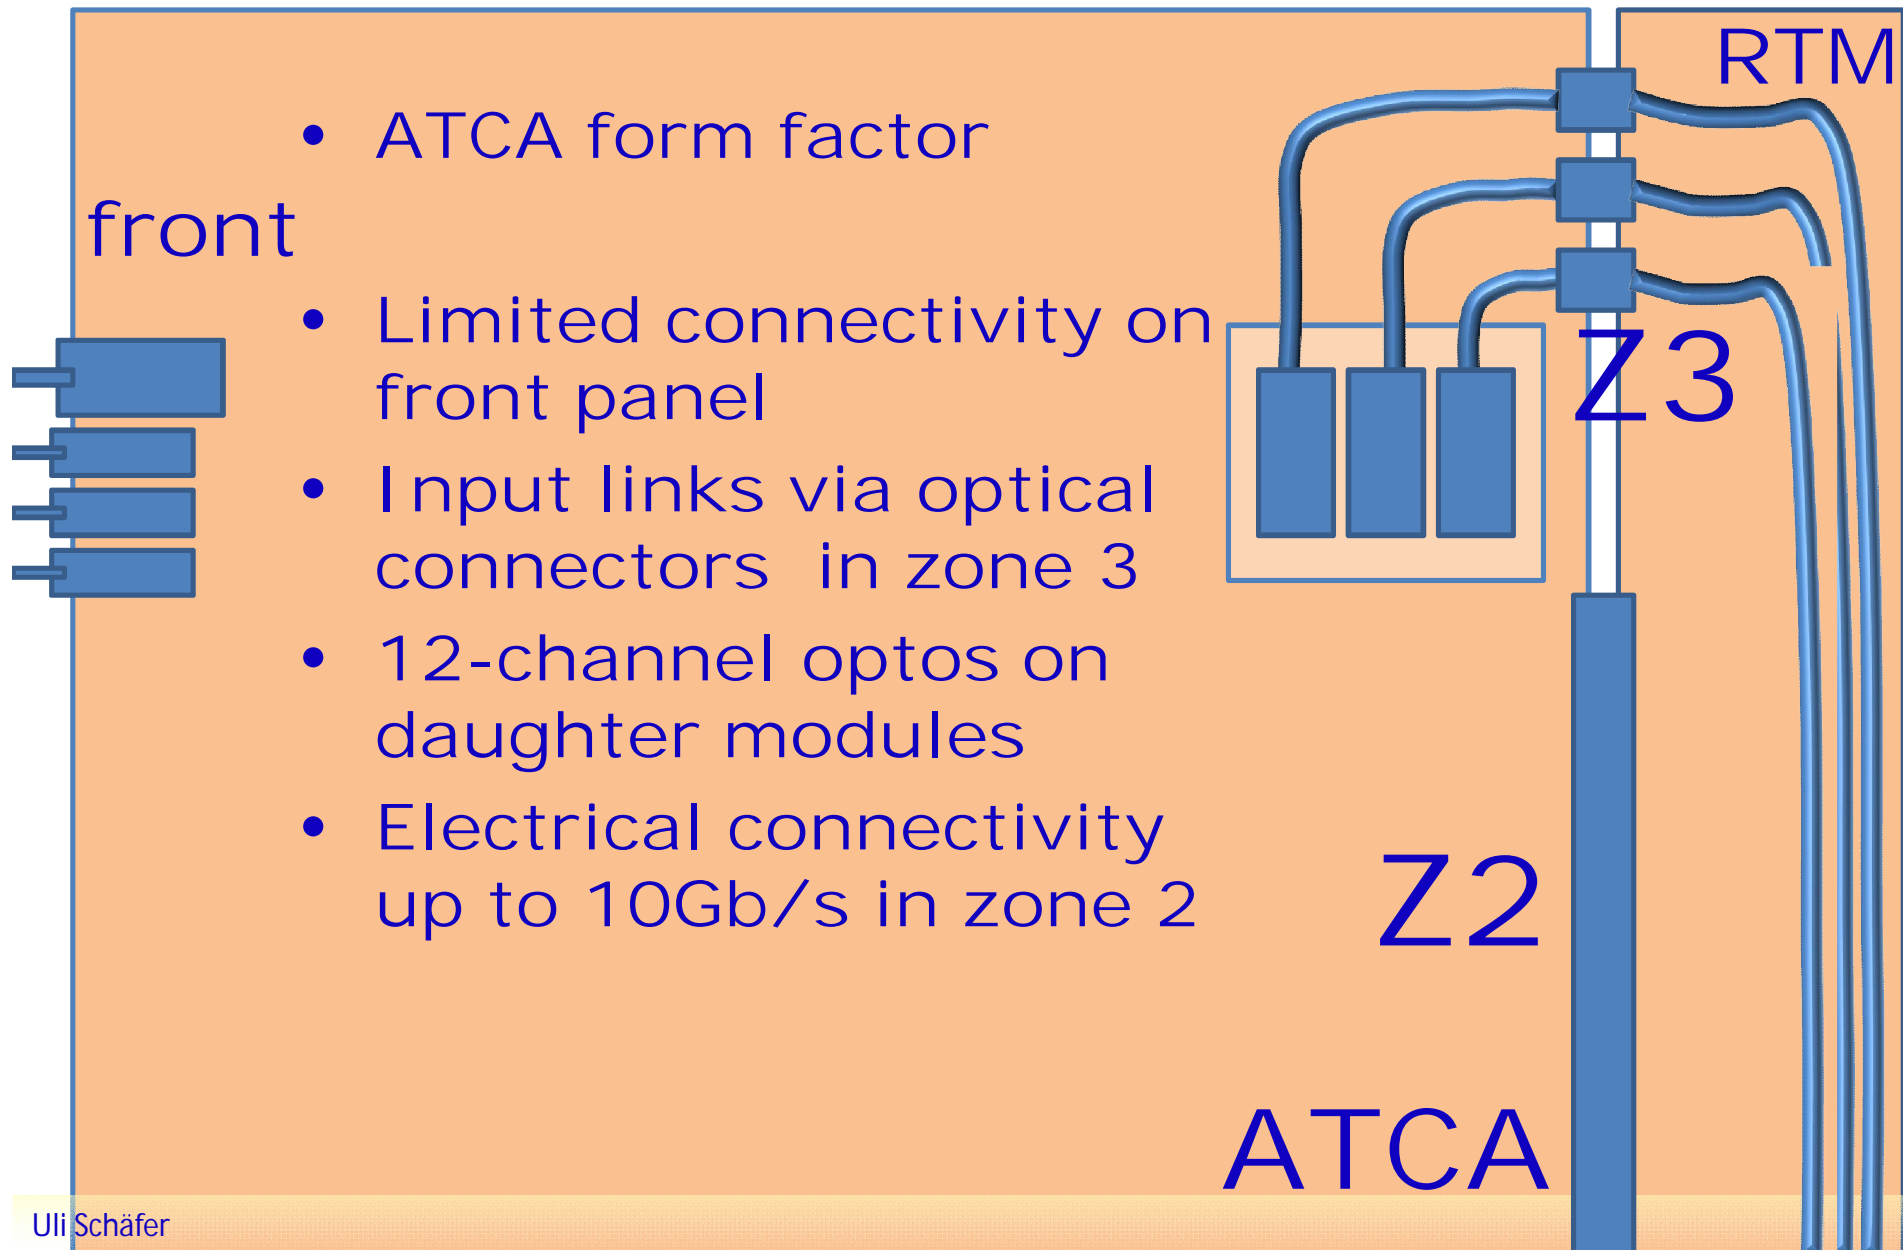 RTM
• ATCA form factor
front
• Limited connectivity on
front panel
Z3
• Input links via optical
connectors in zone 3
• 12-channel optos on
daughter modules
• Electrical connectivity
up to 10Gb/s in zone 2
Z2
ATCA
Uli Schäfer